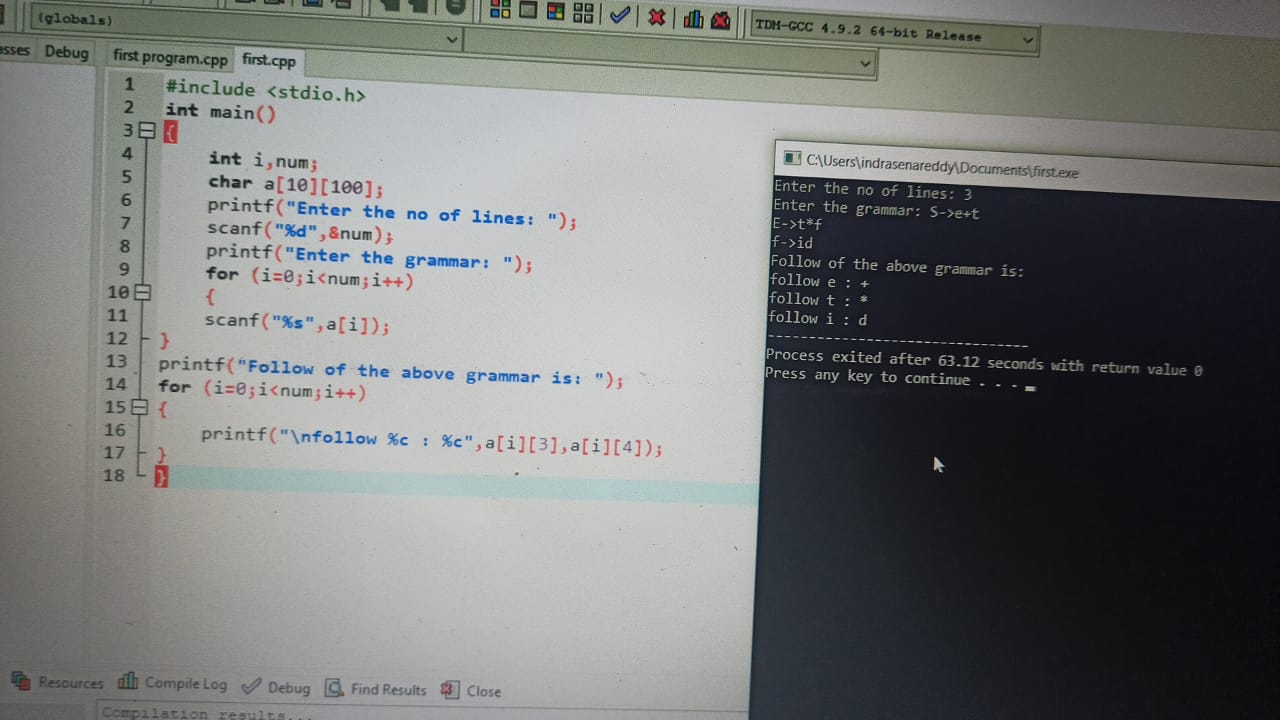 (globals)
TDM-GCC 4.9.2 64-bit Release
asses Debug first program.cpp first.cpp
1 #include <stdio.h>
2 int main()
3 {
4 int i,num;
5 char a[10][100];
6 printf("Enter the no of lines: ");
7 scanf("%d",&num);
8 printf("Enter the grammar: ");
9 for (i=0;i<num;i++)
10 {
11 scanf("%s",a[i]);
12 }
13 printf("Follow of the above grammar is: ");
14 for (i=0;i<num;i++)
15 {
16 printf("\nfollow %c : %c",a[i][3],a[i][4]);
17 }
18 }
C:\Users\indrasenareddy\Documents\first.exe
Enter the no of lines: 3
Enter the grammar: S->e+t
E->t*f
f->id
Follow of the above grammar is:
follow e : +
follow t : *
follow i : d
--------------------------------
Process exited after 63.12 seconds with return value 0
Press any key to continue . . .
Resources Compile Log Debug Find Results Close
Compilation results...